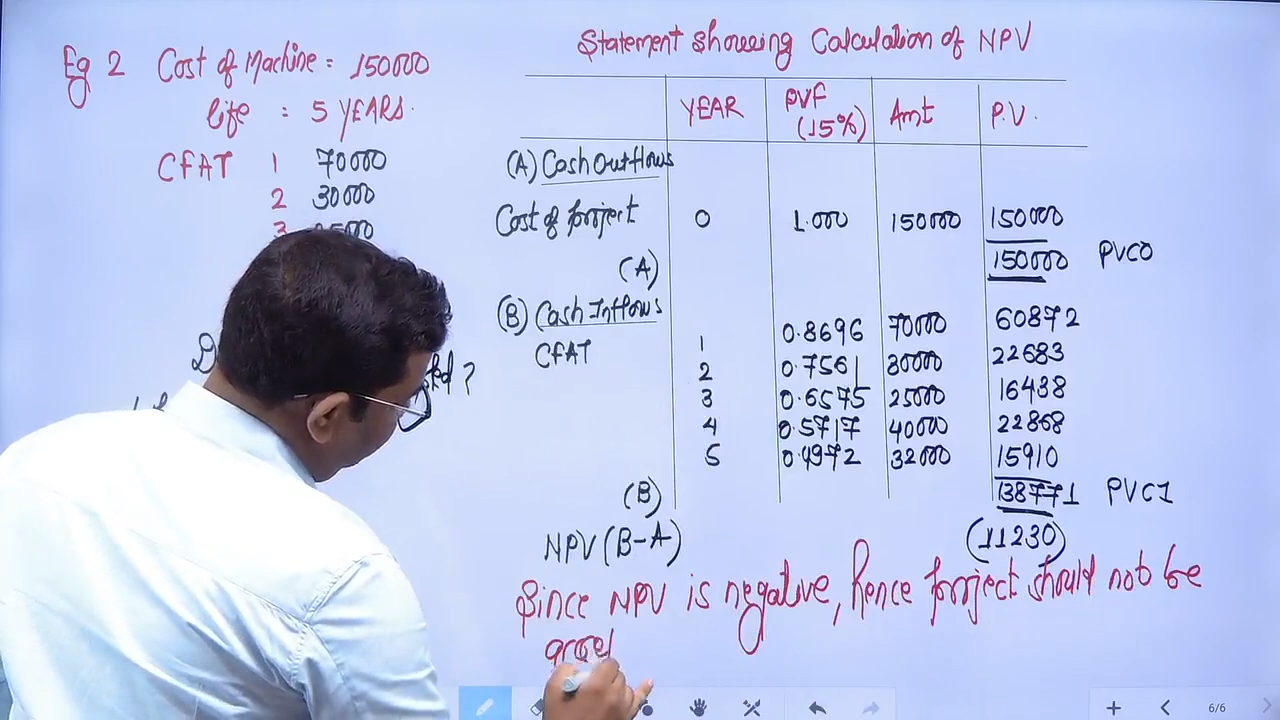 Eg 2 Cost of Machine = 150000
life : 5 YEARS.
CFAT 1 70000
2 30000
3
?
Statement Showing Calculation of NPV
YEAR PVF (15%) Amt P.V.
(A) Cash Outflows
Cost of project 0 1.000 150000 150000
(A) 150000 PVCO
(B) Cash Inflows
CFAT 1 0.8696 70000 60872
2 0.7561 30000 22683
3 0.6575 25000 16438
4 0.5717 40000 22868
5 0.4972 32000 15910
(B) 138771 PVCI
NPV (B-A) (11230)
Since NPV is negative, hence project should not be
6/6